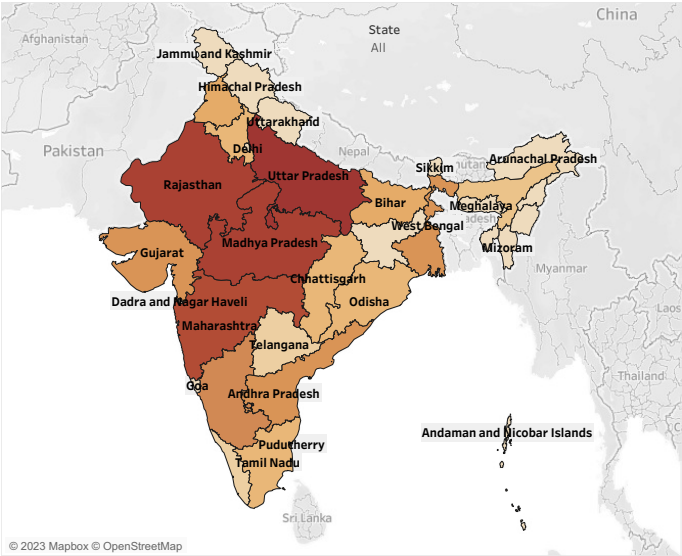 China
State
All
Afghanistan
Jammu and Kashmir
Himachal Pradesh
Uttarakhand
Pakistan
Delhi
Nepal
Arunachal Pradesh
Sikkim
Uttar Pradesh
Rajasthan
Bihar
Meghalaya
West Bengal
Madhya Pradesh
Mizoram
Gujarat
Myanmar
Chhattisgarh
Dadra and Nagar Haveli
Odisha
Laos
Maharashtra
Telangana
Thailand
Goa
Andhra Pradesh
Andaman and Nicobar Islands
Puducherry
Tamil Nadu
Sri Lanka
© 2023 Mapbox © OpenStreetMap